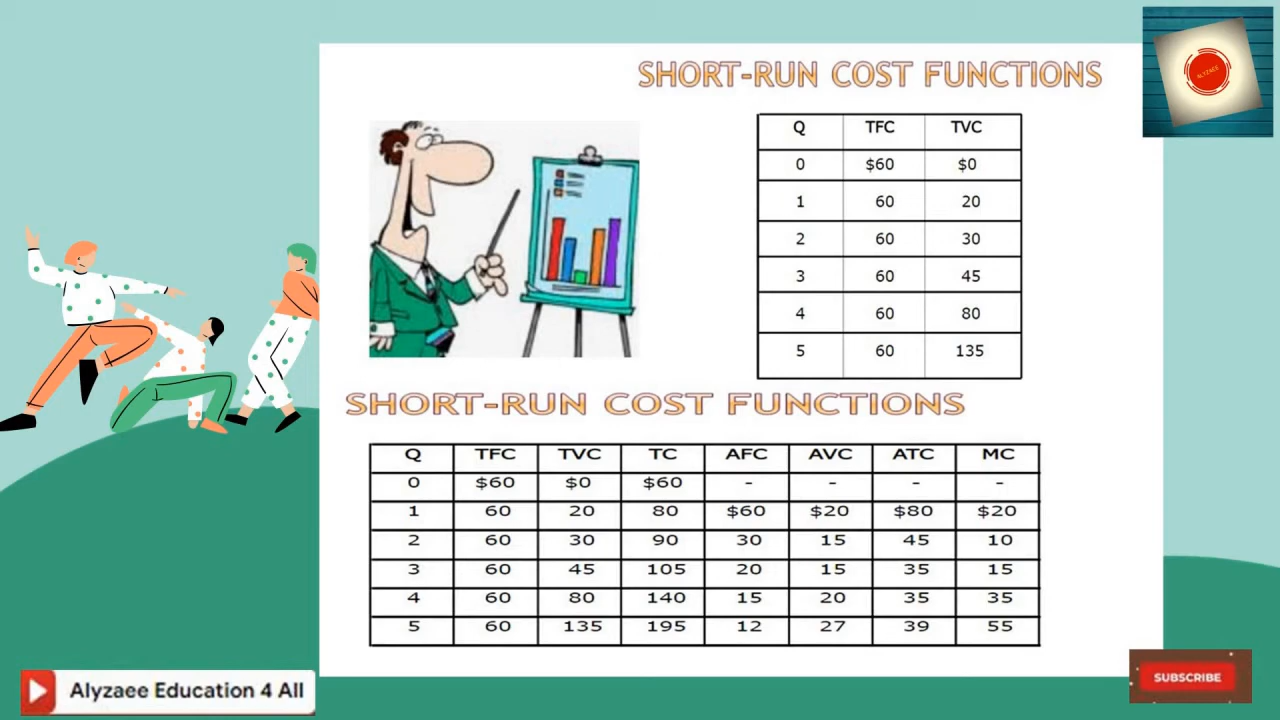 SHORT-RUN COST FUNCTIONS
ALYZAEE
Q TFC TVC
0 $60 $0
1 60 20
2 60 30
3 60 45
4 60 80
5 60 135
SHORT-RUN COST FUNCTIONS
Q TFC TVC TC AFC AVC ATC MC
0 $60 $0 $60 - - - -
1 60 20 80 $60 $20 $80 $20
2 60 30 90 30 15 45 10
3 60 45 105 20 15 35 15
4 60 80 140 15 20 35 35
5 60 135 195 12 27 39 55
Alyzaee Education 4 All
SUBSCRIBE